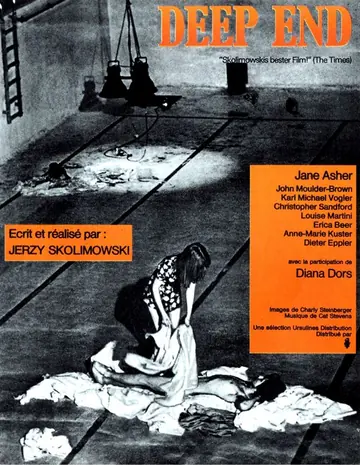 DEEP END
"Skolimowskis bester Film!" (The Times)
Jane Asher
John Moulder-Brown
Karl Michael Vogler
Christopher Sandford
Louise Martini
Erica Beer
Anne-Marie Kuster
Dieter Eppler
avec la participation de
Diana Dors
Images de Charly Steinberger
Musique de Cat Stevens
Une sélection Ursulines Distribution
Distribué par
Ecrit et réalisé par :
JERZY SKOLIMOWSKI